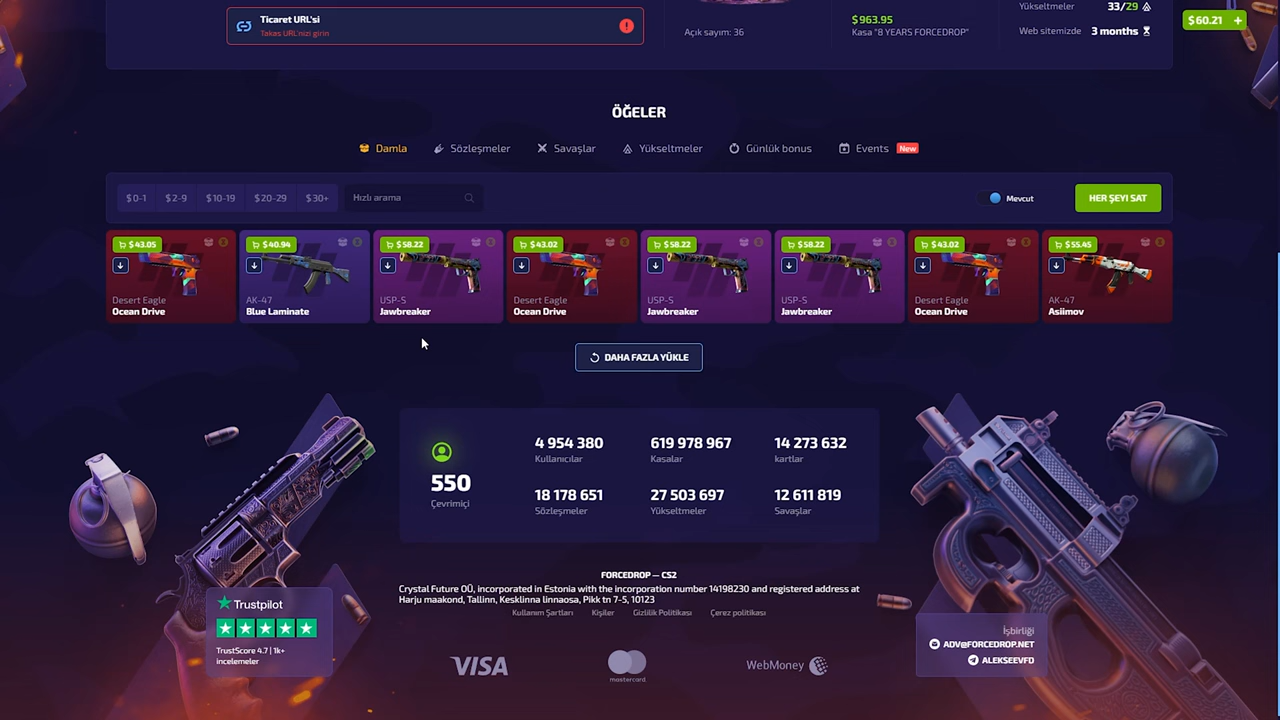 Ticaret URL'si
Takas URL'nizi girin
Açık sayım: 36
$963.95
Kasa "8 YEARS FORCEDROP"
Yükseltmeler 33/29
Web sitemizde 3 months
$60.21 +
ÖĞELER
Damla Sözleşmeler Savaşlar Yükseltmeler Günlük bonus Events New
$0-1 $2-9 $10-19 $20-29 $30+ Hızlı arama Mevcut HER ŞEYI SAT
$43.05 $40.94 $58.22 $43.02 $58.22 $58.22 $43.02 $55.45
Desert Eagle AK-47 USP-S Desert Eagle USP-S USP-S Desert Eagle AK-47
Ocean Drive Blue Laminate Jawbreaker Ocean Drive Jawbreaker Jawbreaker Ocean Drive Asiimov
DAHA FAZLA YÜKLE
550
Çevrimiçi
4 954 380 619 978 967 14 273 632
Kullanıcılar Kasalar kartlar
18 178 651 27 503 697 12 611 819
Sözleşmeler Yükseltmeler Savaşlar
FORCEDROP — CS2
Crystal Future OÜ, incorporated in Estonia with the incorporation number 14198230 and registered address at
Harju maakond, Tallinn, Kesklinna linnaosa, Pikk tn 7-5, 10123
Kullanım Şartları Kişiler Gizlilik Politikası Çerez politikası
Trustpilot
TrustScore 4.7 | 1k+
incelemeler
VISA mastercard WebMoney
İşbirliği
ADV@FORCEDROP.NET
ALEKSEEVFD